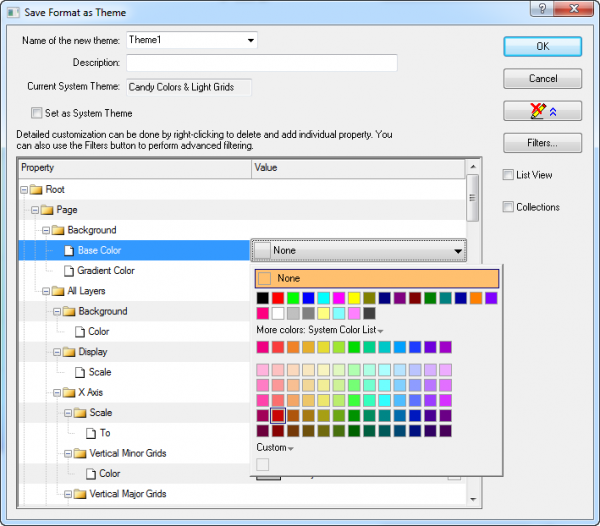 Save Format as Theme
Name of the new theme: Theme1
OK
Description:
Cancel
Current System Theme: Candy Colors & Light Grids
Set as System Theme
Detailed customization can be done by right-clicking to delete and add individual property. You
can also use the Filters button to perform advanced filtering.
Filters...
Property Value
List View
Root
Collections
Page
Background
Base Color None
Gradient Color None
All Layers
Background
Color
More colors: System Color List
Display
Scale
X Axis
Scale
To
Custom
Vertical Minor Grids
Color
Vertical Major Grids